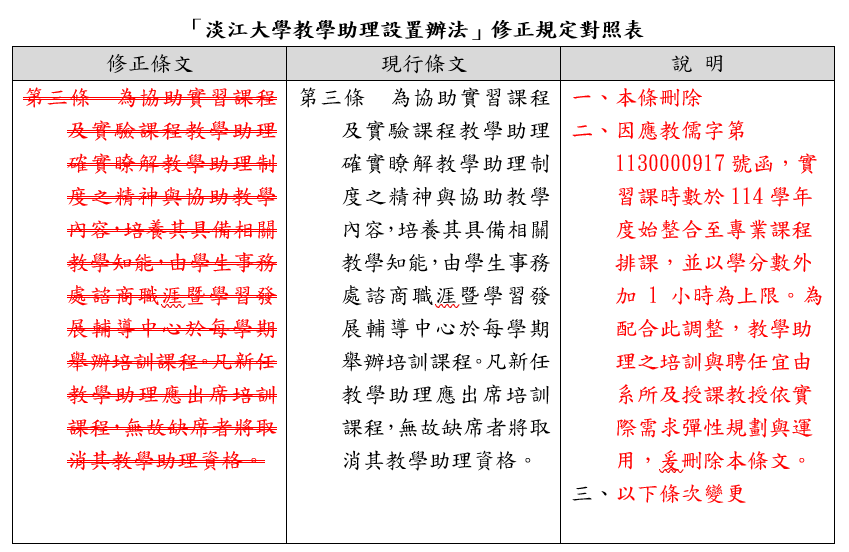 「淡江大學教學助理設置辦法」修正規定對照表
修正條文
現行條文
說 明
第三條 為協助實習課程
及實驗課程教學助理
確實瞭解教學助理制
度之精神與協助教學
內容，培養其具備相關
教學知能，由學生事務
處諮商職涯暨學習發
展輔導中心於每學期
舉辦培訓課程。凡新任
教學助理應出席培訓
課程，無故缺席者將取
消其教學助理資格。
第三條 為協助實習課程
及實驗課程教學助理
確實瞭解教學助理制
度之精神與協助教學
內容，培養其具備相關
教學知能，由學生事務
處諮商職涯暨學習發
展輔導中心於每學期
舉辦培訓課程。凡新任
教學助理應出席培訓
課程，無故缺席者將取
消其教學助理資格。
一、本條刪除
二、因應教儒字第
1130000917 號函，實
習課時數於 114 學年
度始整合至專業課程
排課，並以學分數外
加 1 小時為上限。為
配合此調整，教學助
理之培訓與聘任宜由
系所及授課教授依實
際需求彈性規劃與運
用，爰刪除本條文。
三、以下條次變更